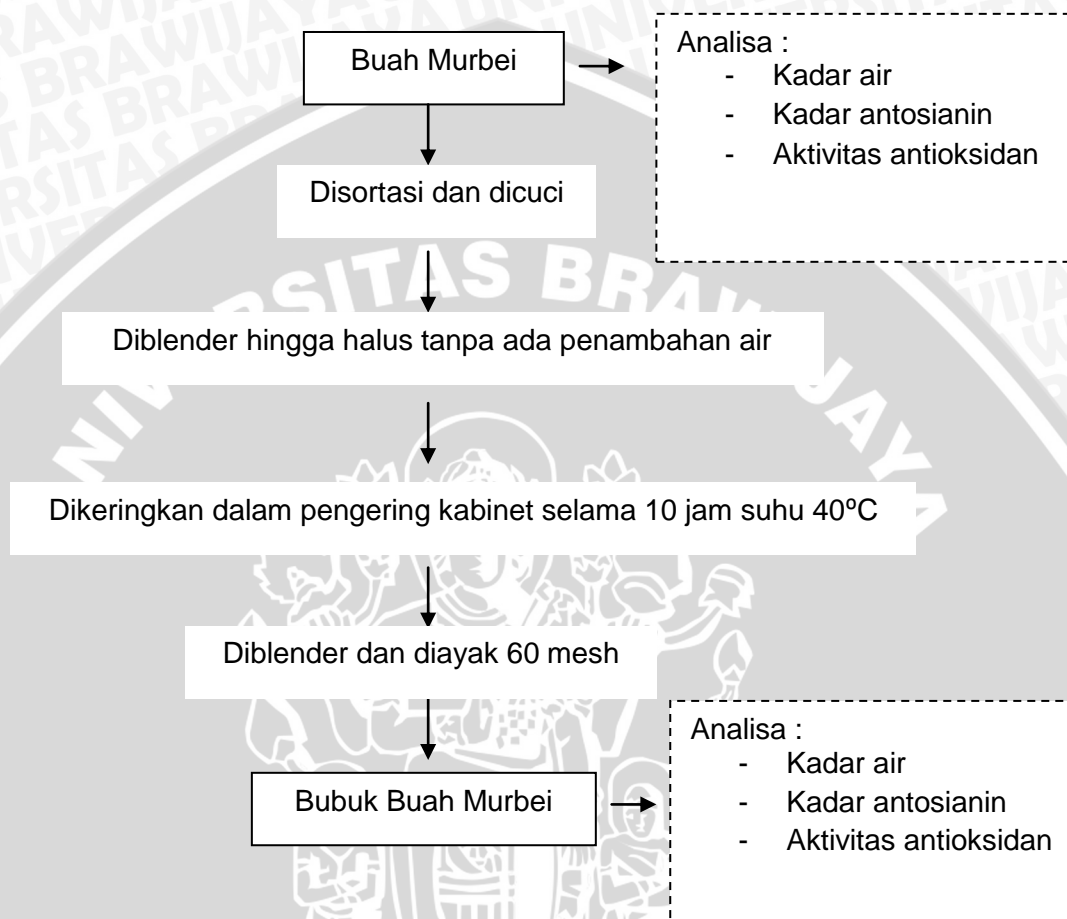 Buah Murbei
Analisa :
- Kadar air
- Kadar antosianin
- Aktivitas antioksidan
Disortasi dan dicuci
Diblender hingga halus tanpa ada penambahan air
Dikeringkan dalam pengering kabinet selama 10 jam suhu 40ºC
Diblender dan diayak 60 mesh
Bubuk Buah Murbei
Analisa :
- Kadar air
- Kadar antosianin
- Aktivitas antioksidan